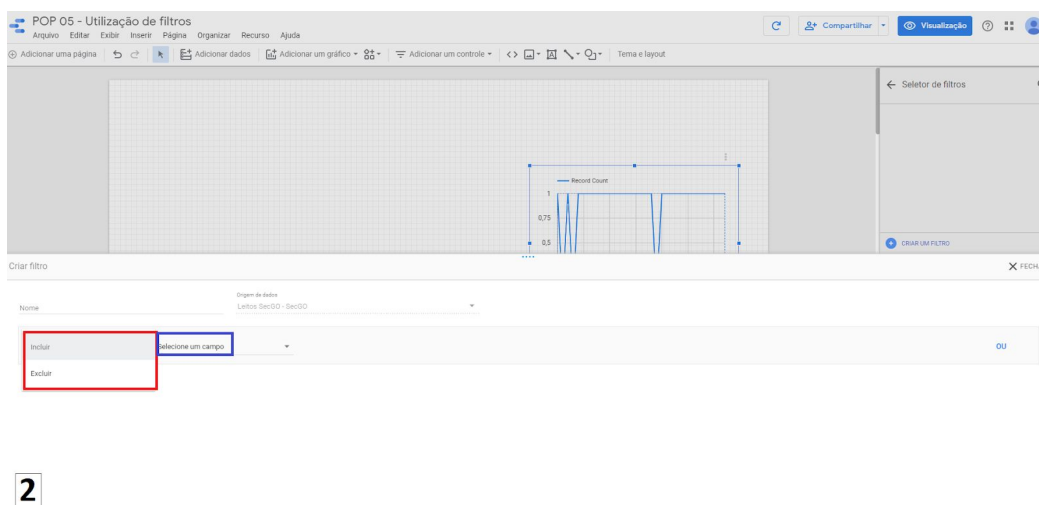 POP 05 - Utilização de filtros
Arquivo Editar Exibir Inserir Página Organizar Recurso Ajuda
Compartilhar
Visualização
Adicionar uma página
Adicionar dados
Adicionar um gráfico
Adicionar um controle
Tema e layout
Seletor de filtros
Record Count
1
0,75
0,5
CRIAR UM FILTRO
Criar filtro
FECH
Nome
Origem de dados
Leitos SecGO - SecGO
Incluir
Selecione um campo
OU
Excluir
2